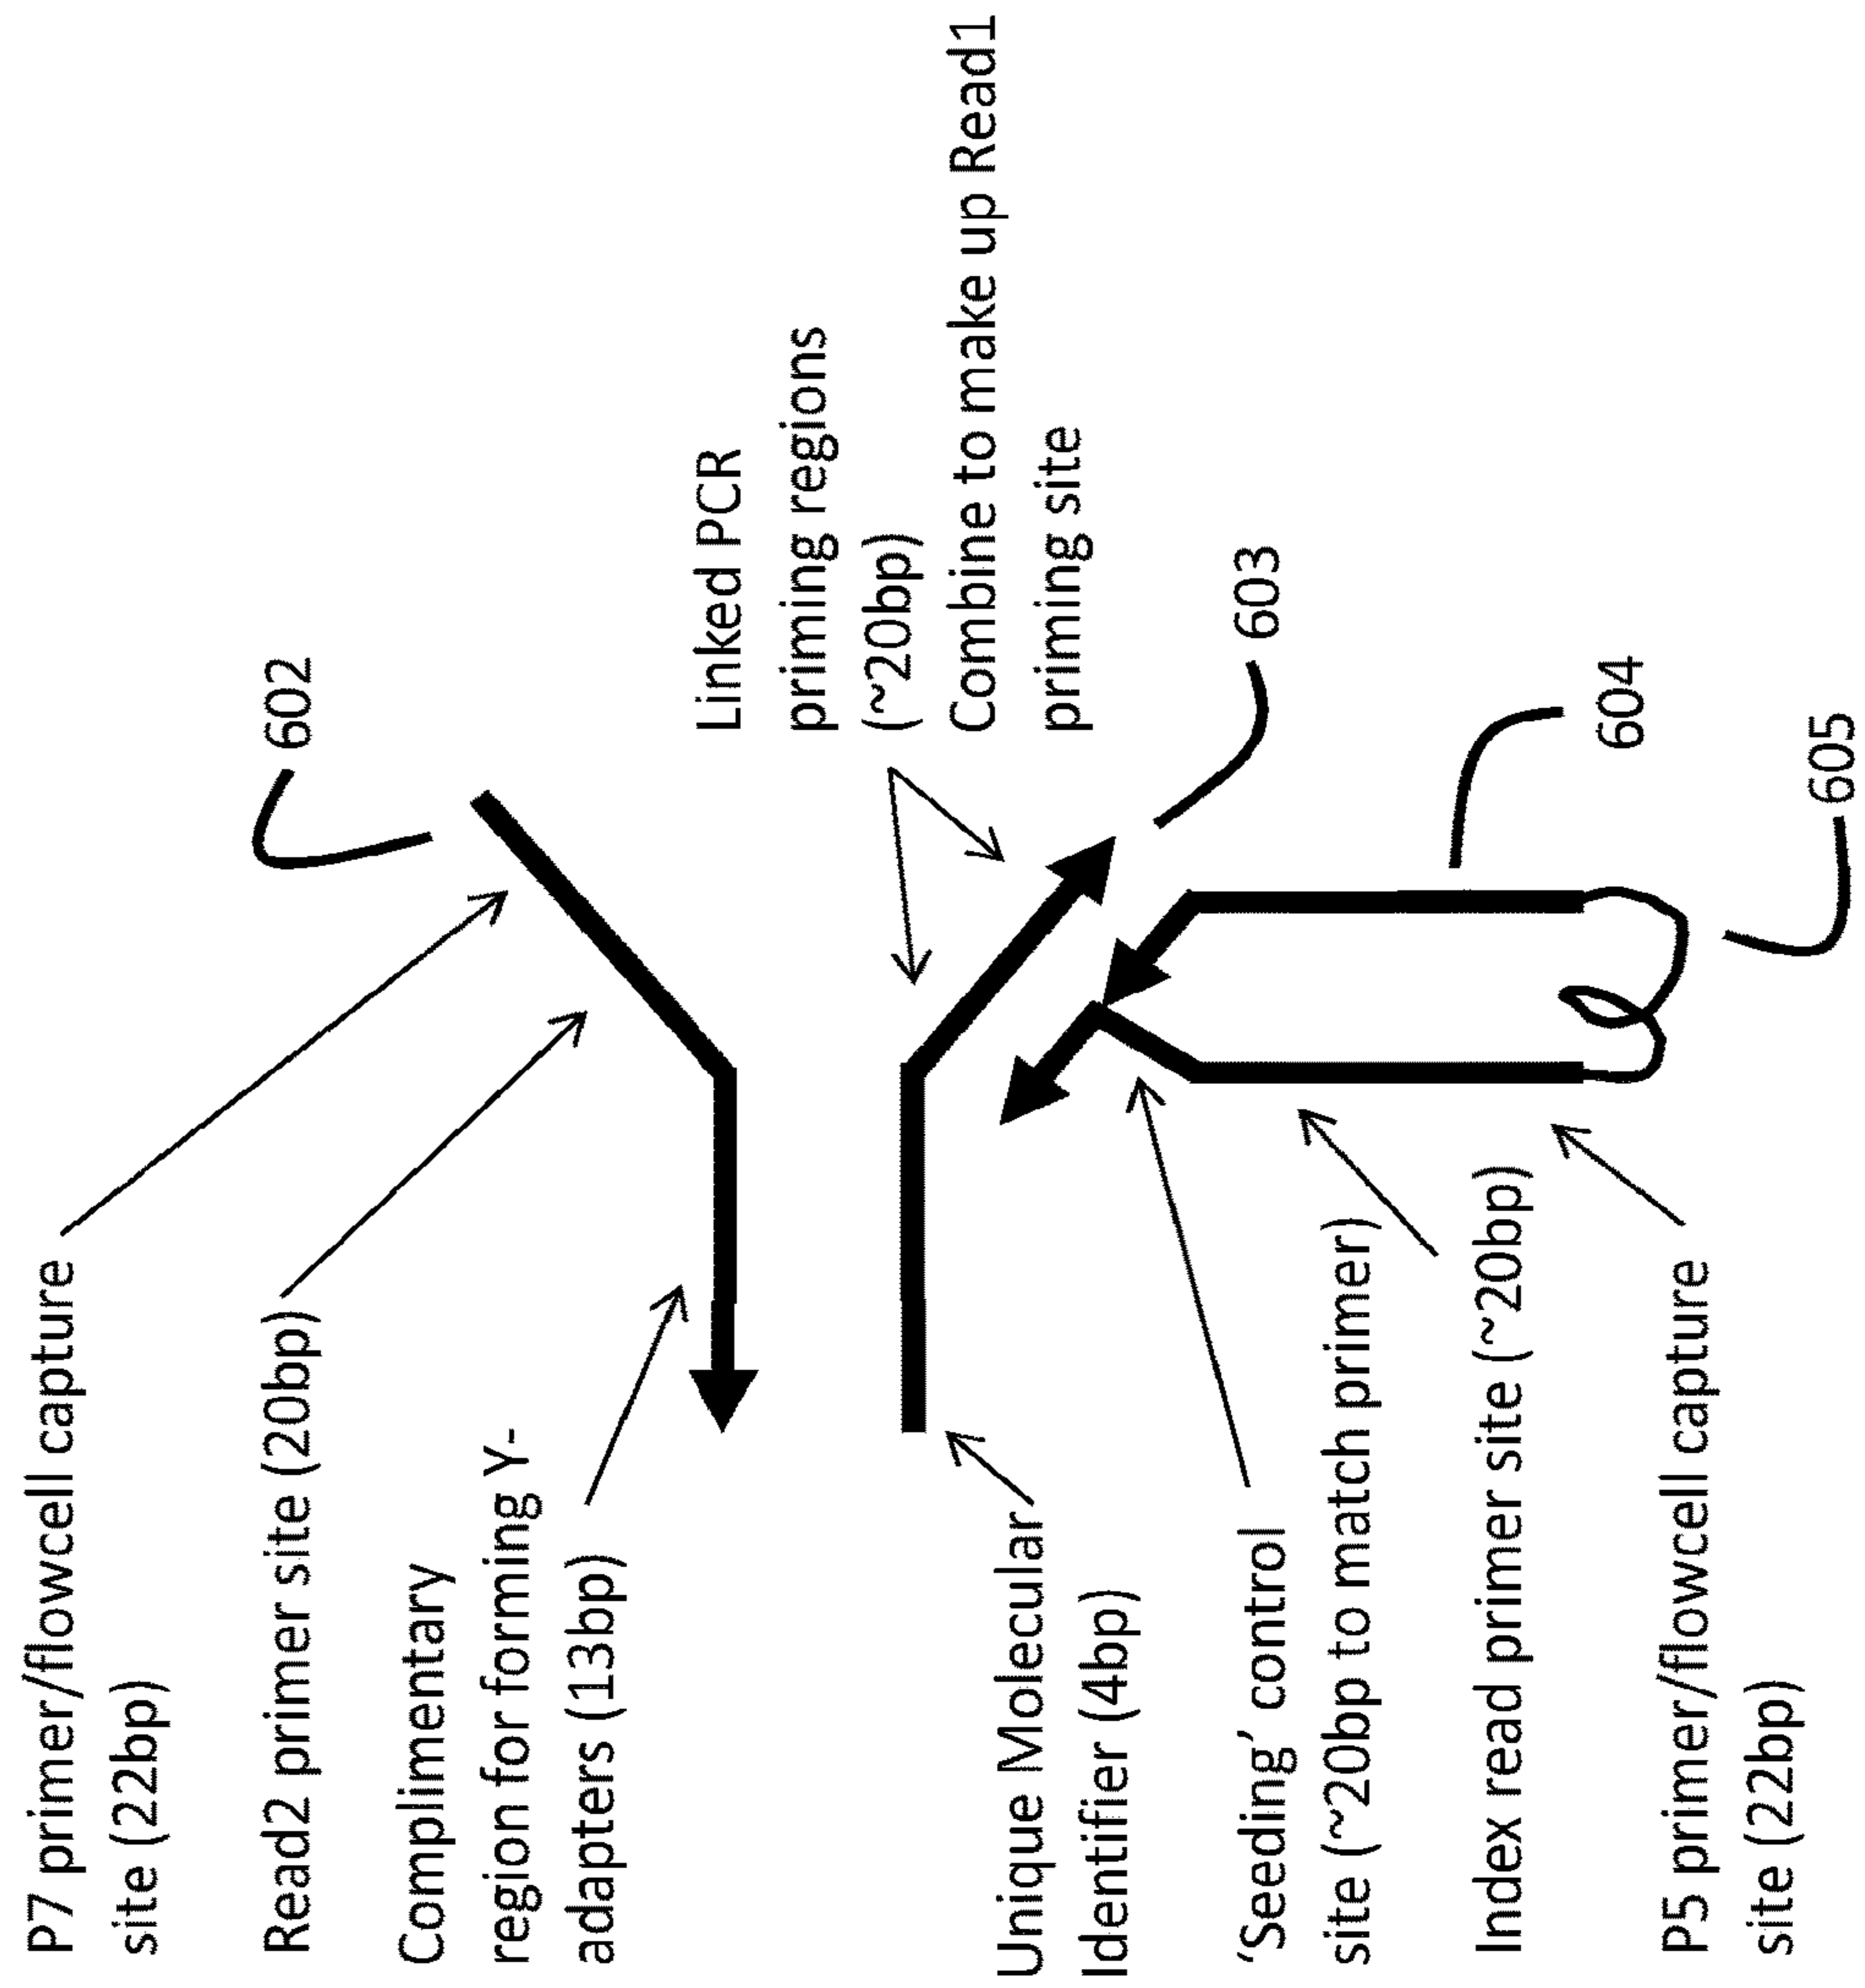 P7 primer/flowcell capture
site (22bp)
Read2 primer site (20bp)
Complimentary
region for forming Y-
adapters (13bp)
Unique Molecular
Identifier (4bp)
‘Seeding’ control
site (~20bp to match primer)
Index read primer site (~20bp)
P5 primer/flowcell capture
site (22bp)
602
Linked PCR
priming regions
(~20bp)
Combine to make up Read1
priming site
603
604
605